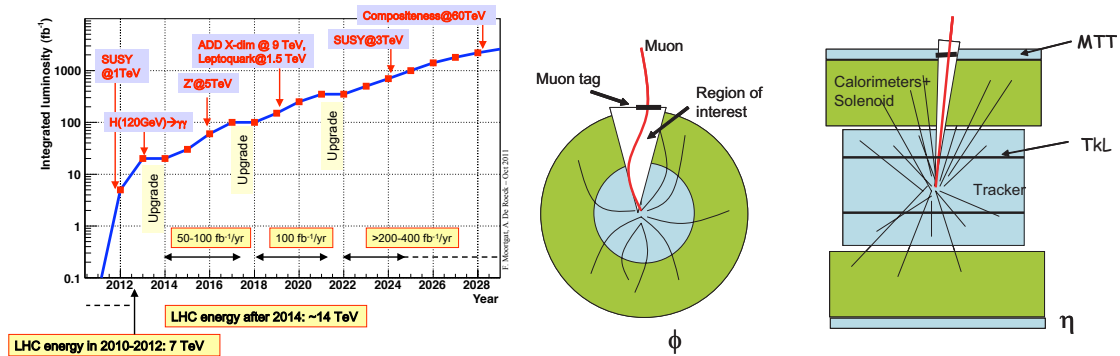 Integrated luminosity (fb⁻¹)
1000
100
10
1
0.1
SUSY
@1TeV
H(120GeV)→γγ
Z'@5TeV
ADD X-dim @ 9 TeV,
Leptoquark@1.5 TeV
SUSY@3TeV
Compositeness@60TeV
Upgrade
Upgrade
Upgrade
50-100 fb⁻¹/yr
100 fb⁻¹/yr
>200-400 fb⁻¹/yr
F. Moortgat, A. De Roeck – Oct 2011
2012 2014 2016 2018 2020 2022 2024 2026 2028
Year
LHC energy after 2014: ~14 TeV
LHC energy in 2010-2012: 7 TeV
Muon
Muon tag
Region of
interest
ϕ
MTT
Calorimeters+
Solenoid
TkL
Tracker
η